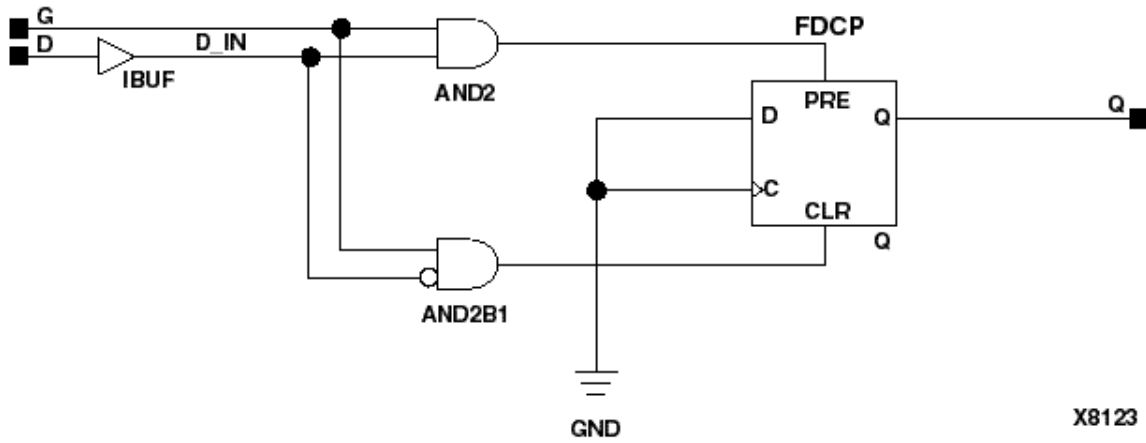 G
D
D_IN
IBUF
AND2
FDCP
PRE
D
Q
Q
C
CLR
Q
AND2B1
GND
X8123